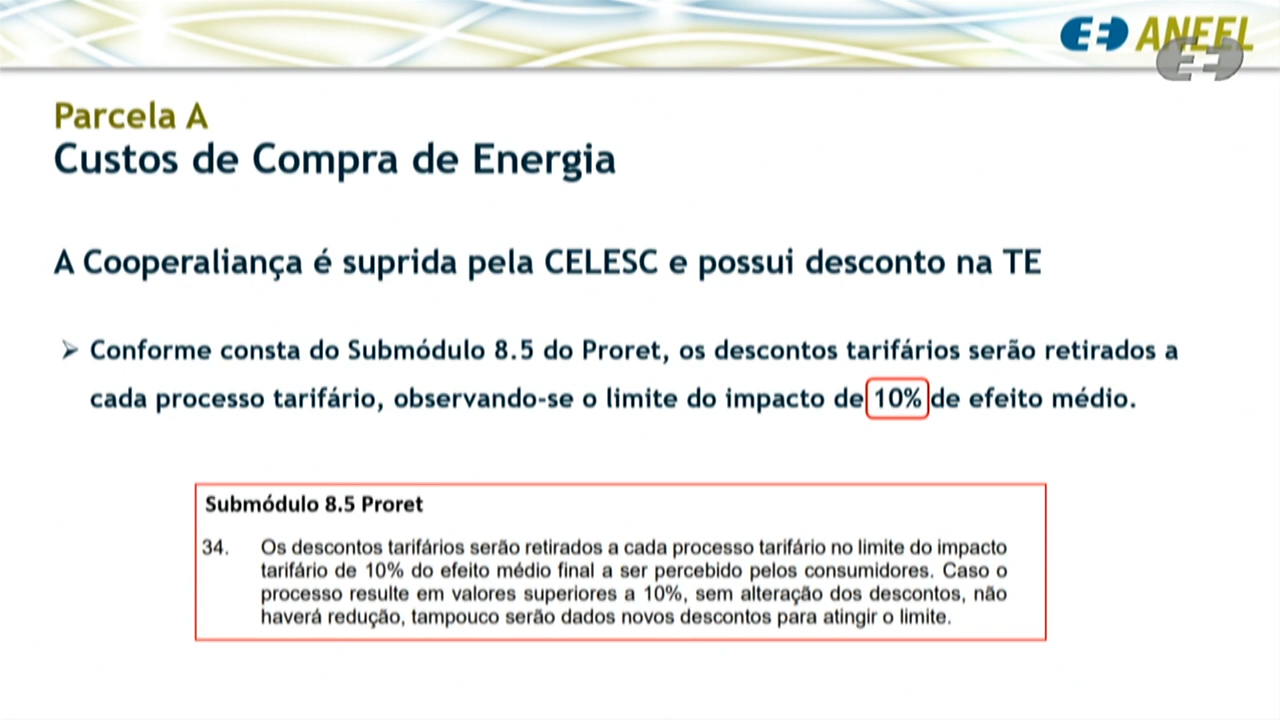 ANEEL
Parcela A
Custos de Compra de Energia
A Cooperaliança é suprida pela CELESC e possui desconto na TE
Conforme consta do Submódulo 8.5 do Proret, os descontos tarifários serão retirados a
cada processo tarifário, observando-se o limite do impacto de 10% de efeito médio.
Submódulo 8.5 Proret
34. Os descontos tarifários serão retirados a cada processo tarifário no limite do impacto
tarifário de 10% do efeito médio final a ser percebido pelos consumidores. Caso o
processo resulte em valores superiores a 10%, sem alteração dos descontos, não
haverá redução, tampouco serão dados novos descontos para atingir o limite.